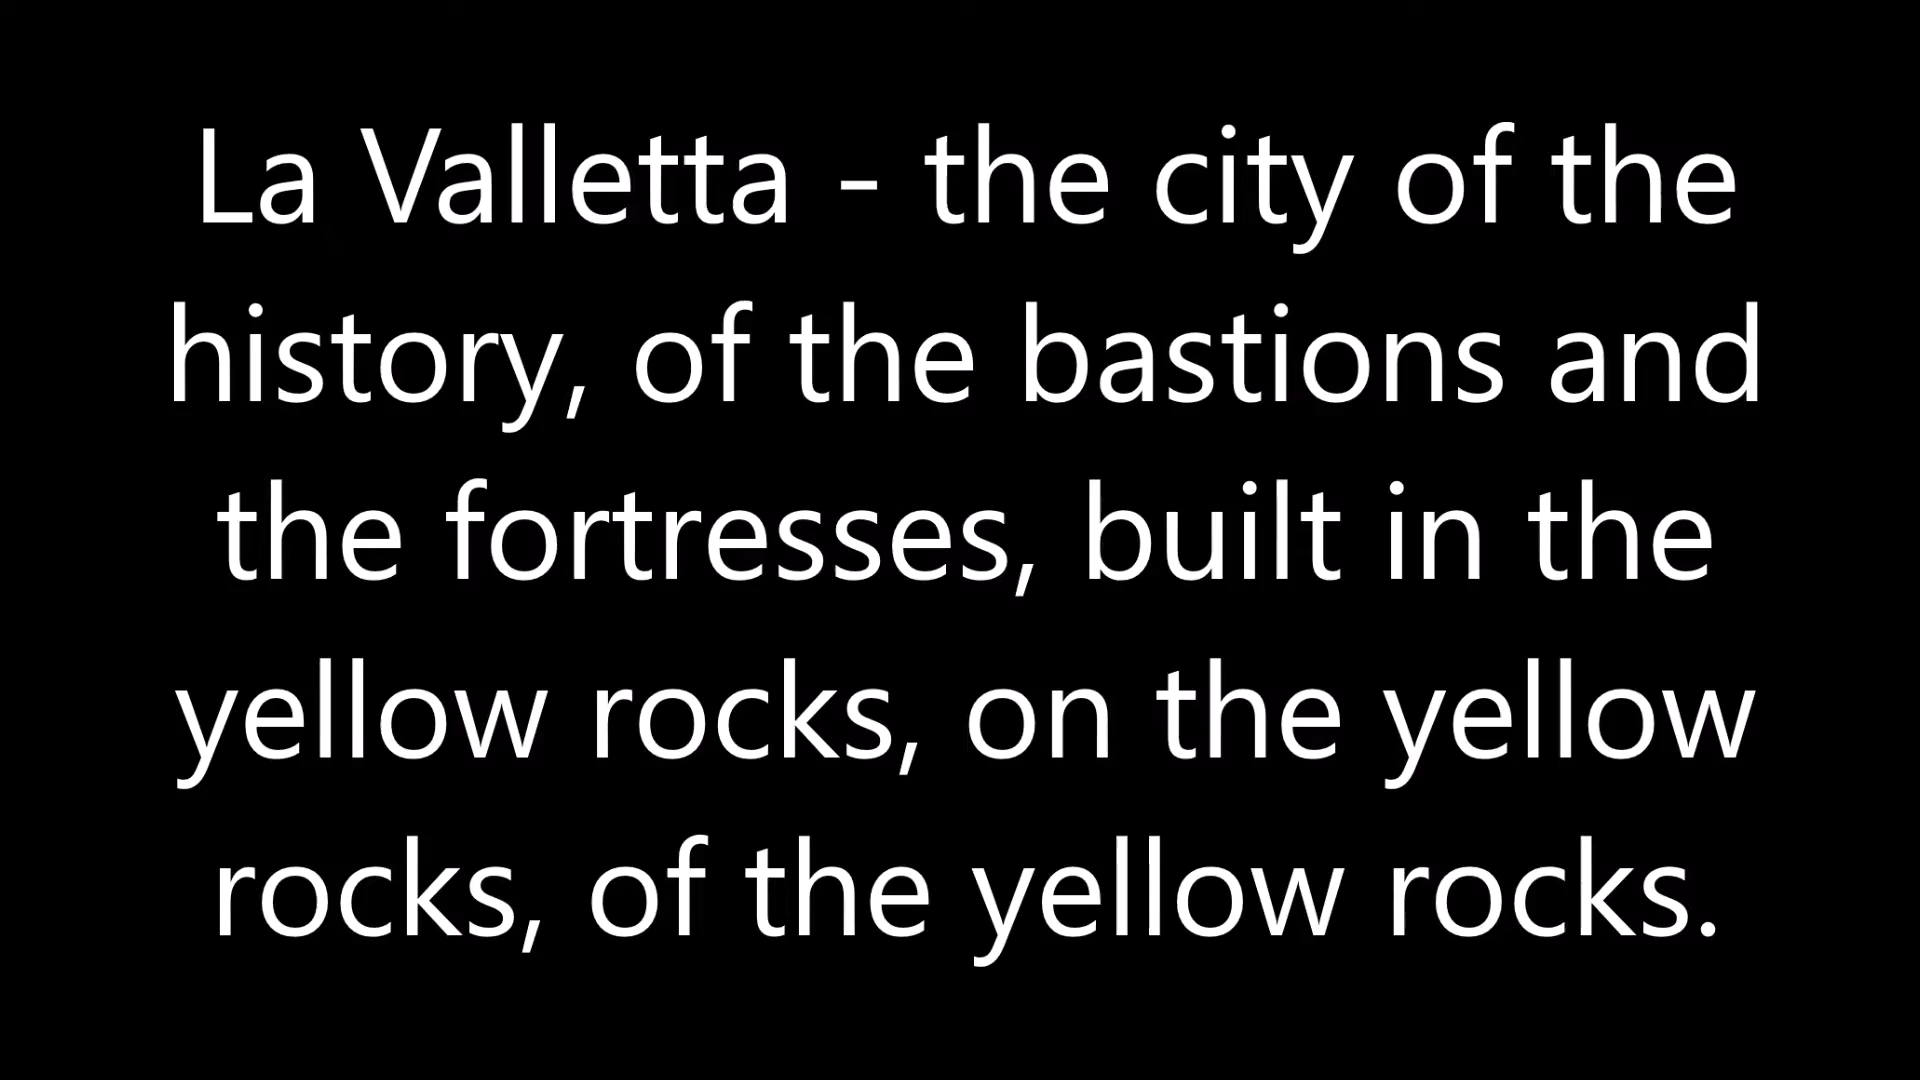 La Valletta - the city of the
history, of the bastions and
the fortresses, built in the
yellow rocks, on the yellow
rocks, of the yellow rocks.